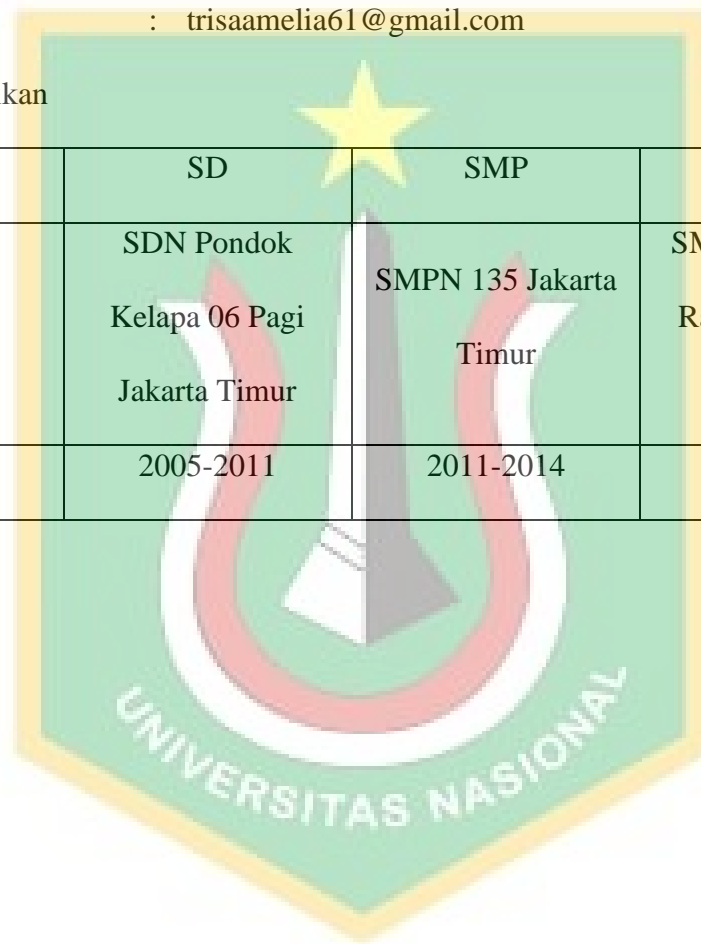 : trisaamelia61@gmail.com
kan
SD SMP
SDN Pondok
Kelapa 06 Pagi
Jakarta Timur
SMPN 135 Jakarta
Timur
SM
R
2005-2011 2011-2014
UNIVERSITAS NASIONAL